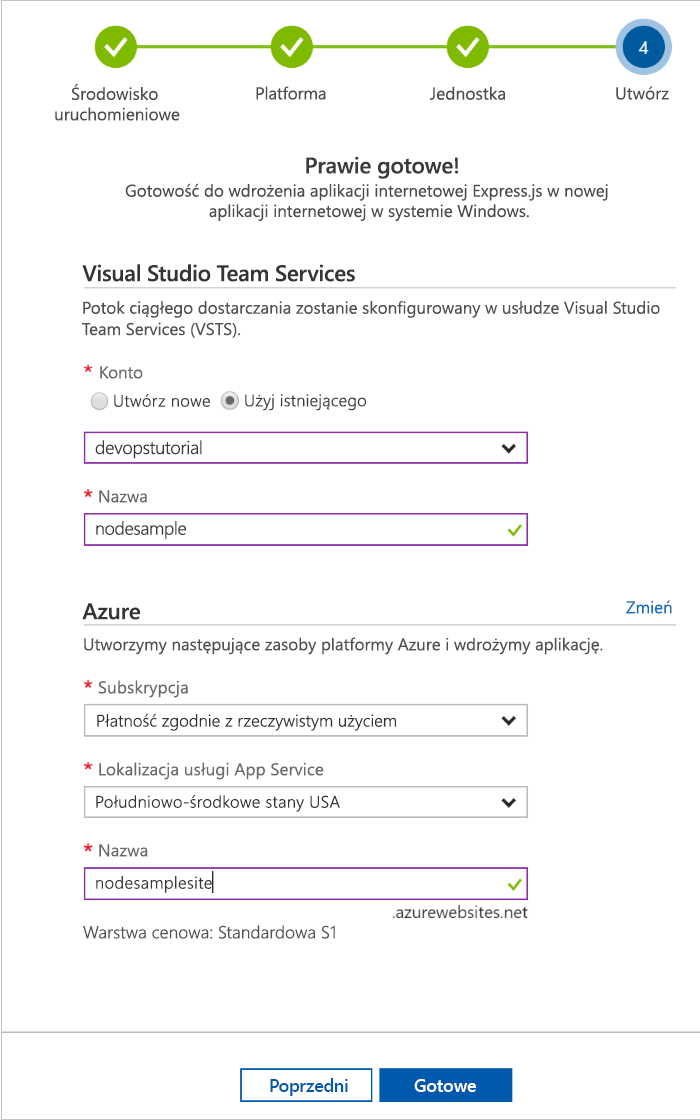 4
Środowisko
uruchomieniowe
Platforma
Jednostka
Utwórz
Prawie gotowe!
Gotowość do wdrożenia aplikacji internetowej Express.js w nowej
aplikacji internetowej w systemie Windows.
Visual Studio Team Services
Potok ciągłego dostarczania zostanie skonfigurowany w usłudze Visual Studio
Team Services (VSTS).
* Konto
Utwórz nowe Użyj istniejącego
devopstutorial
* Nazwa
nodesample
Azure Zmień
Utworzymy następujące zasoby platformy Azure i wdrożymy aplikację.
* Subskrypcja
Płatność zgodnie z rzeczywistym użyciem
* Lokalizacja usługi App Service
Południowo-środkowe stany USA
* Nazwa
nodesamplesite
.azurewebsites.net
Warstwa cenowa: Standardowa S1
Poprzedni Gotowe